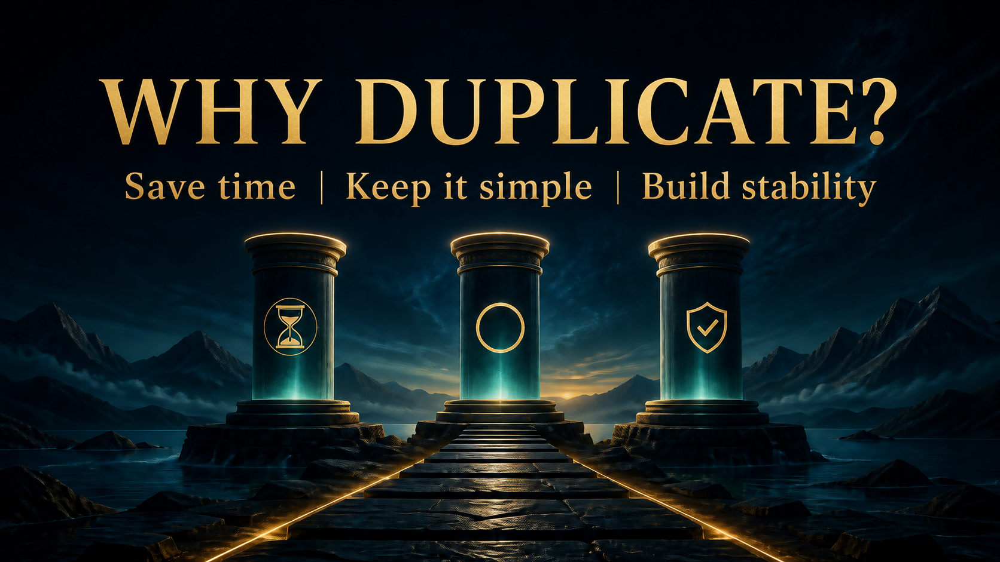 WHY DUPLICATE?
Save time | Keep it simple | Build stability